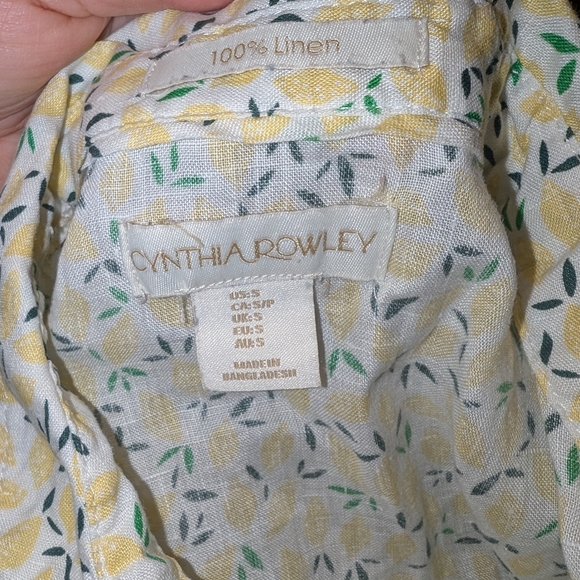 100% Linen
CYNTHIA ROWLEY
US:S
CA:S/P
UK:S
EU:S
AU:S
MADE IN
BANGLADESH